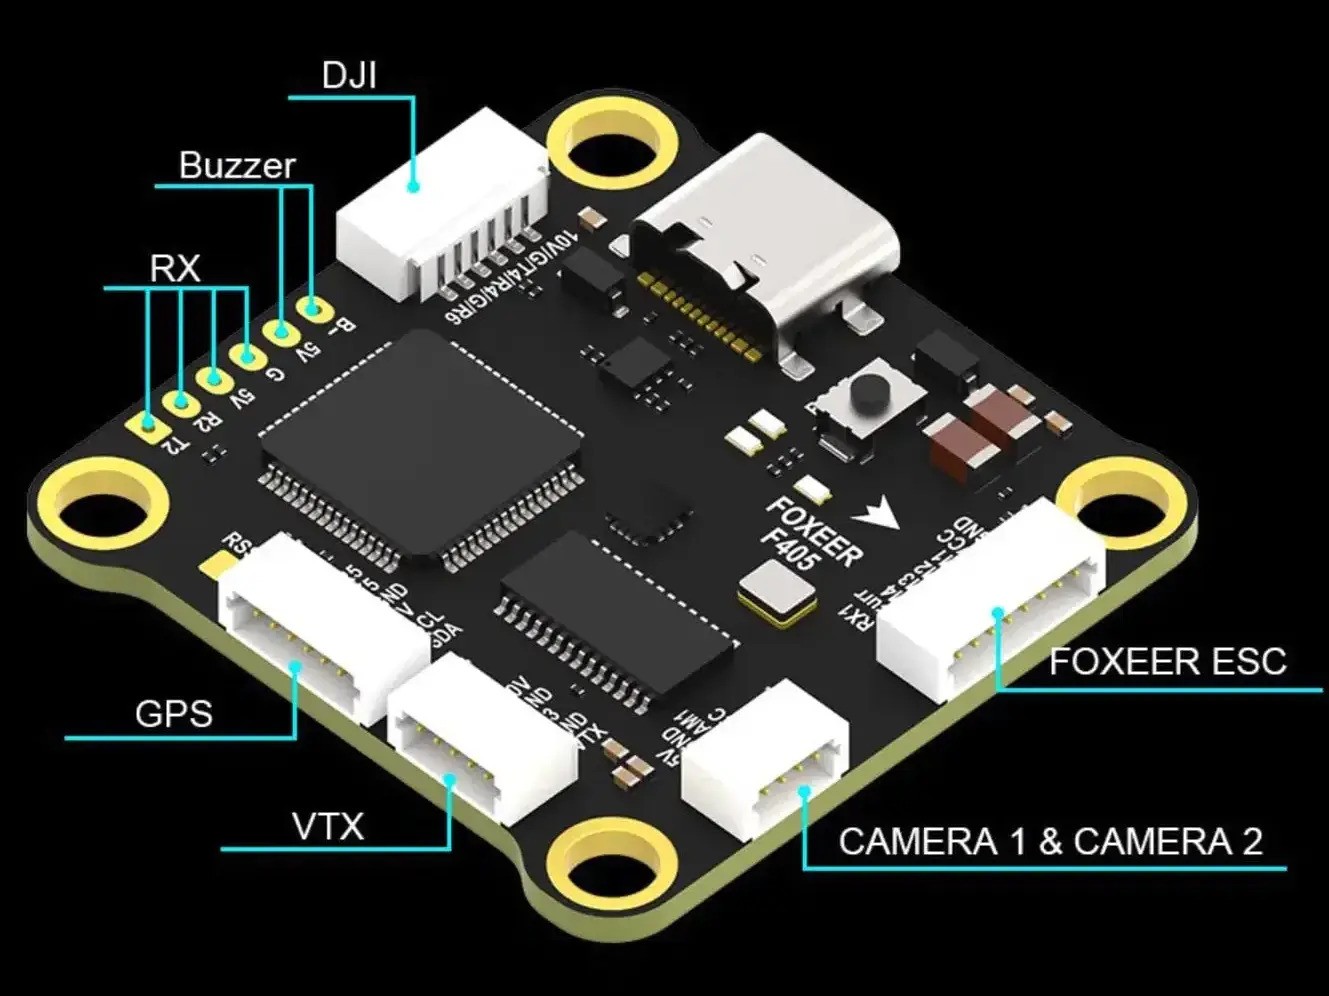 DJI
Buzzer
RX
10V/G/T4/R4/G/R6
B-
5V
G
5V
R2
T2
FOXEER
F405
RX1
5V
FOXEER ESC
GPS
VTX
CAMERA 1 & CAMERA 2